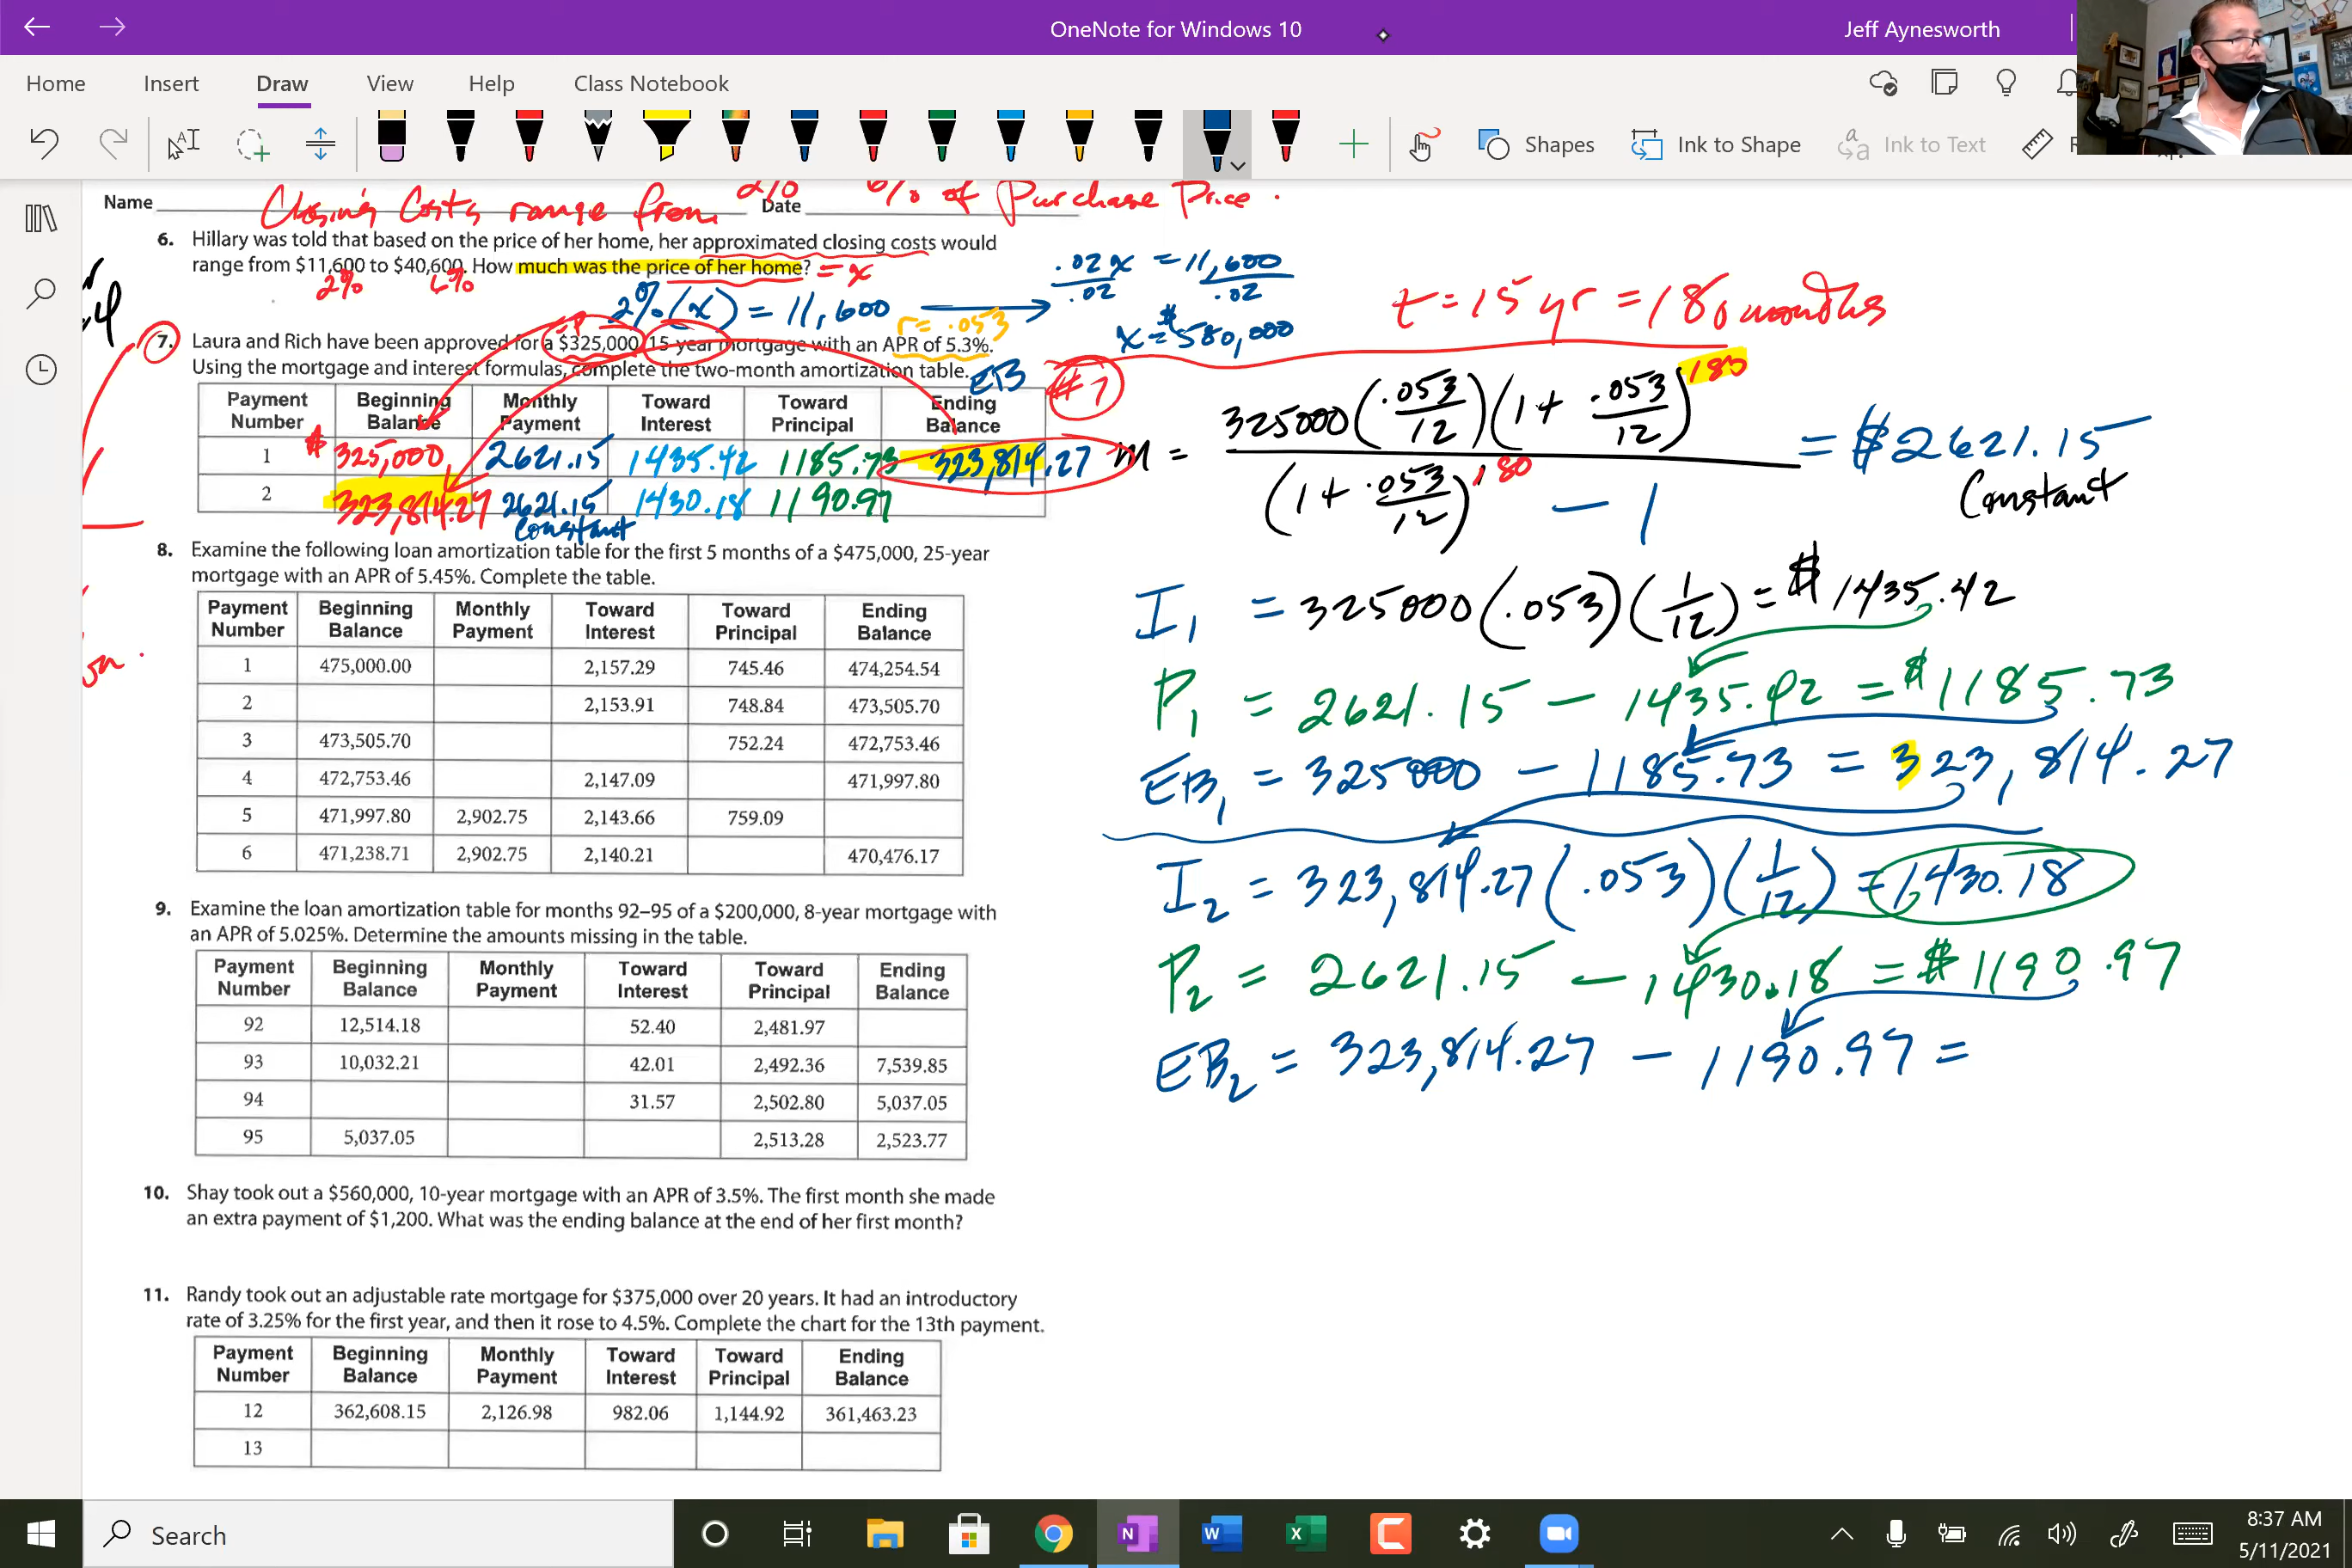 OneNote for Windows 10
Jeff Aynesworth
Home Insert Draw View Help Class Notebook
Shapes Ink to Shape Ink to Text
Name Date
Closing Costs range from 2% 6% of Purchase Price.
6. Hillary was told that based on the price of her home, her approximated closing costs would
range from $11,600 to $40,600. How much was the price of her home? = x
2% 6%
2%(x) = 11,600
.02x = 11,600
.02 .02
x = $580,000
t = 15 yr = 180 months
r = .053
= P
7. Laura and Rich have been approved for a $325,000, 15-year mortgage with an APR of 5.3%.
Using the mortgage and interest formulas, complete the two-month amortization table.
EB
#7
Payment Number Beginning Balance Monthly Payment Toward Interest Toward Principal Ending Balance
1 $325,000 2621.15 1435.42 1185.73 323,814.27
2 323,814.27 2621.15 1430.18 1190.97
Constant
M = 325000(.053/12)(1 + .053/12)^180
(1 + .053/12)^180 - 1
= $2621.15
Constant
I1 = 325000(.053)(1/12) = $1435.42
P1 = 2621.15 - 1435.42 = $1185.73
EB1 = 325000 - 1185.73 = 323,814.27
I2 = 323,814.27(.053)(1/12) = 1430.18
P2 = 2621.15 - 1430.18 = $1190.97
EB2 = 323,814.27 - 1190.97 =
8. Examine the following loan amortization table for the first 5 months of a $475,000, 25-year
mortgage with an APR of 5.45%. Complete the table.
Payment Number Beginning Balance Monthly Payment Toward Interest Toward Principal Ending Balance
1 475,000.00 2,157.29 745.46 474,254.54
2 2,153.91 748.84 473,505.70
3 473,505.70 752.24 472,753.46
4 472,753.46 2,147.09 471,997.80
5 471,997.80 2,902.75 2,143.66 759.09
6 471,238.71 2,902.75 2,140.21 470,476.17
9. Examine the loan amortization table for months 92–95 of a $200,000, 8-year mortgage with
an APR of 5.025%. Determine the amounts missing in the table.
Payment Number Beginning Balance Monthly Payment Toward Interest Toward Principal Ending Balance
92 12,514.18 52.40 2,481.97
93 10,032.21 42.01 2,492.36 7,539.85
94 31.57 2,502.80 5,037.05
95 5,037.05 2,513.28 2,523.77
10. Shay took out a $560,000, 10-year mortgage with an APR of 3.5%. The first month she made
an extra payment of $1,200. What was the ending balance at the end of her first month?
11. Randy took out an adjustable rate mortgage for $375,000 over 20 years. It had an introductory
rate of 3.25% for the first year, and then it rose to 4.5%. Complete the chart for the 13th payment.
Payment Number Beginning Balance Monthly Payment Toward Interest Toward Principal Ending Balance
12 362,608.15 2,126.98 982.06 1,144.92 361,463.23
13
Search
8:37 AM
5/11/2021